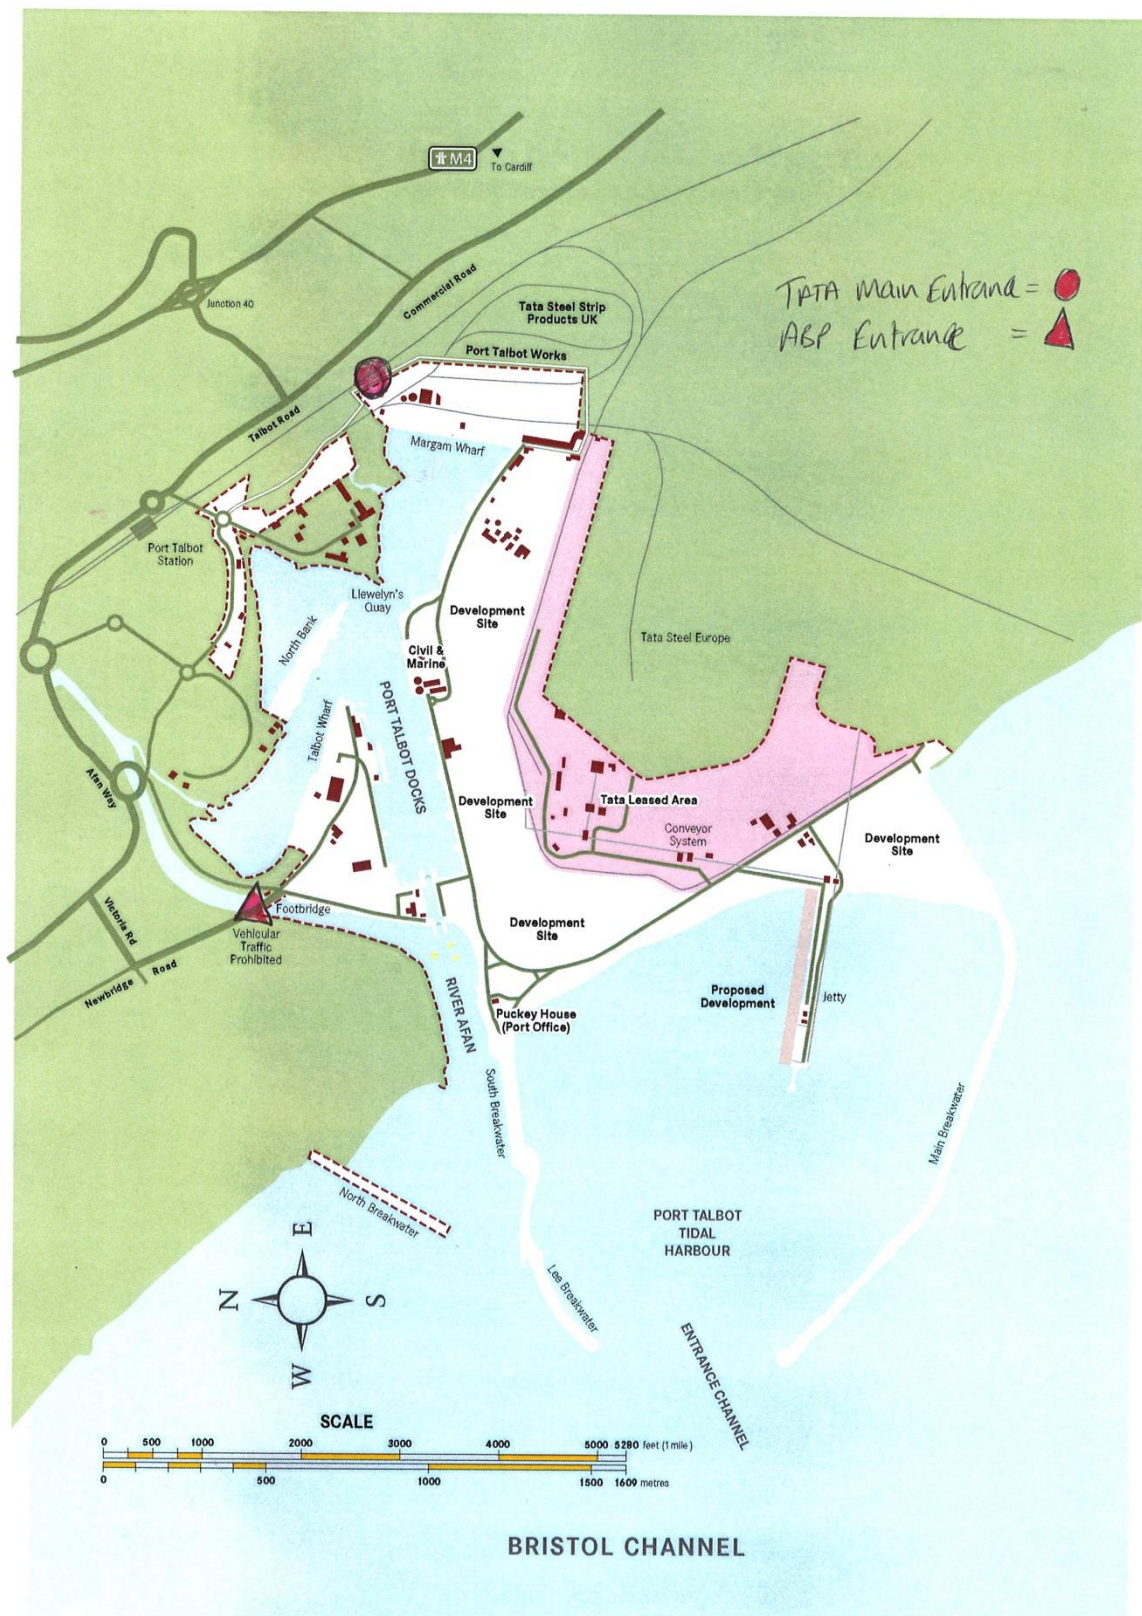 M4
To Cardiff
Junction 40
Commercial Road
Tata Steel Strip
Products UK
TATA Main Entrance =
ABP Entrance =
Port Talbot Works
Talbot Road
Margam Wharf
Port Talbot
Station
Llewelyn's
Quay
North Bank
Development
Site
Tata Steel Europe
Civil &
Marine
PORT TALBOT DOCKS
Talbot Wharf
Afan Way
Development
Site
Tata Leased Area
Conveyor
System
Development
Site
Victoria Rd
Footbridge
Vehicular
Traffic
Prohibited
Newbridge Road
Development
Site
RIVER AFAN
Proposed
Development
Jetty
Puckey House
(Port Office)
South Breakwater
Main Breakwater
North Breakwater
PORT TALBOT
TIDAL
HARBOUR
Lee Breakwater
ENTRANCE CHANNEL
E
N
S
W
SCALE
0 500 1000 2000 3000 4000 5000 5280 feet (1 mile)
0 500 1000 1500 1609 metres
BRISTOL CHANNEL